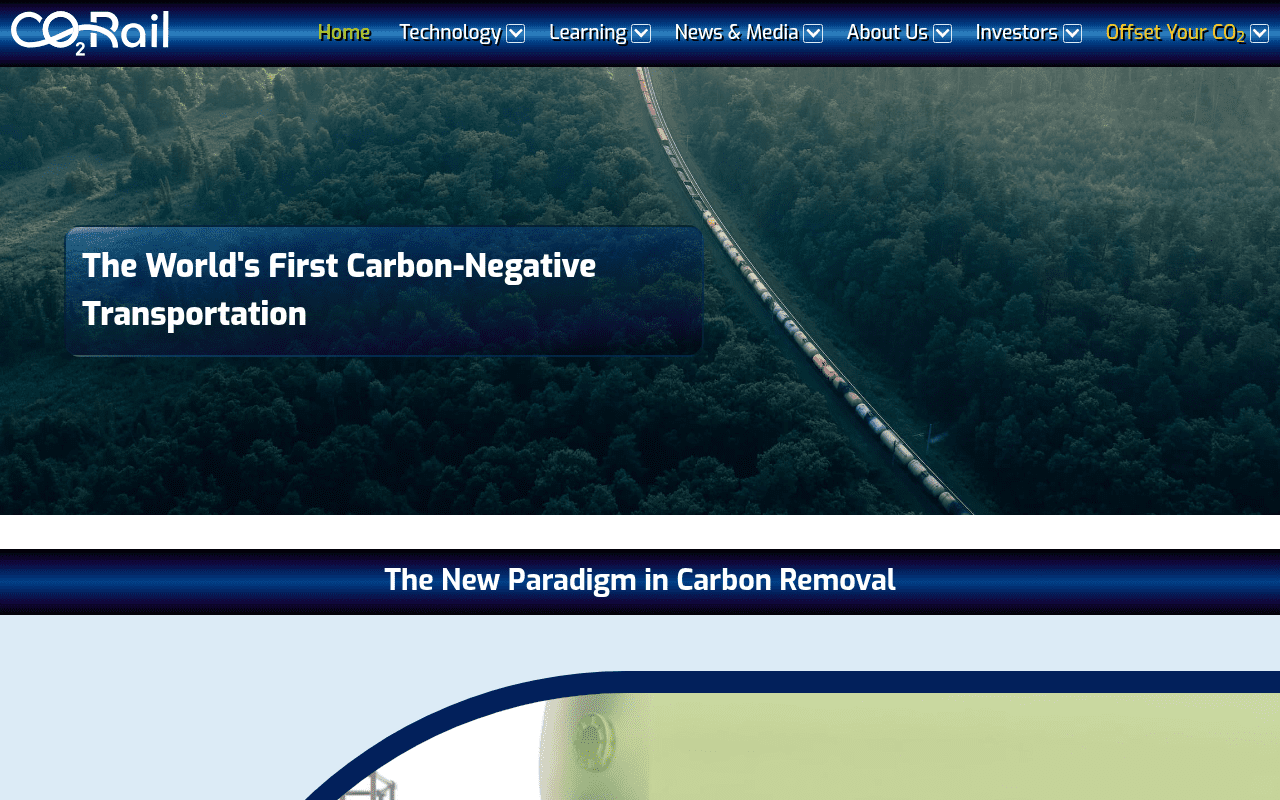 CO2Rail
Home
Technology
Learning
News & Media
About Us
Investors
Offset Your CO₂
The World's First Carbon-Negative
Transportation
The New Paradigm in Carbon Removal